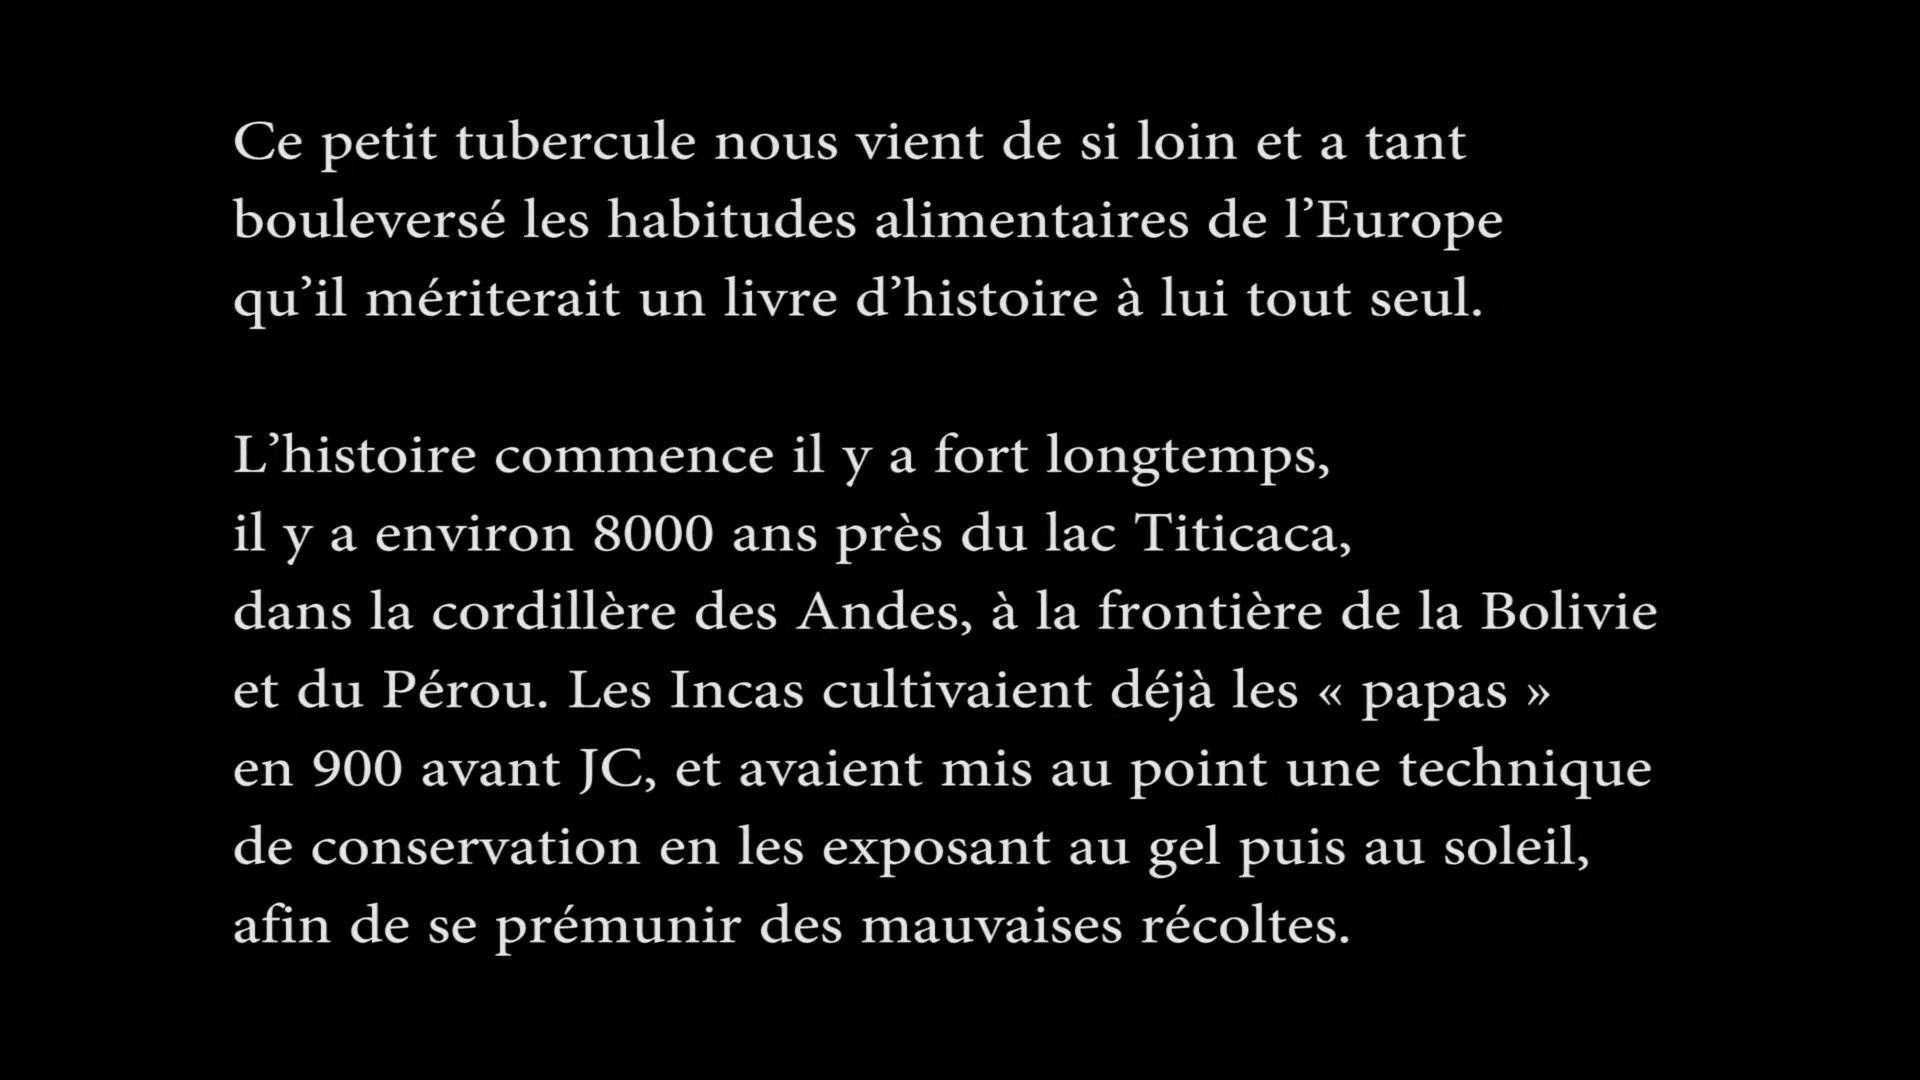 Ce petit tubercule nous vient de si loin et a tant
bouleversé les habitudes alimentaires de l’Europe
qu’il mériterait un livre d’histoire à lui tout seul.
L’histoire commence il y a fort longtemps,
il y a environ 8000 ans près du lac Titicaca,
dans la cordillère des Andes, à la frontière de la Bolivie
et du Pérou. Les Incas cultivaient déjà les « papas »
en 900 avant JC, et avaient mis au point une technique
de conservation en les exposant au gel puis au soleil,
afin de se prémunir des mauvaises récoltes.